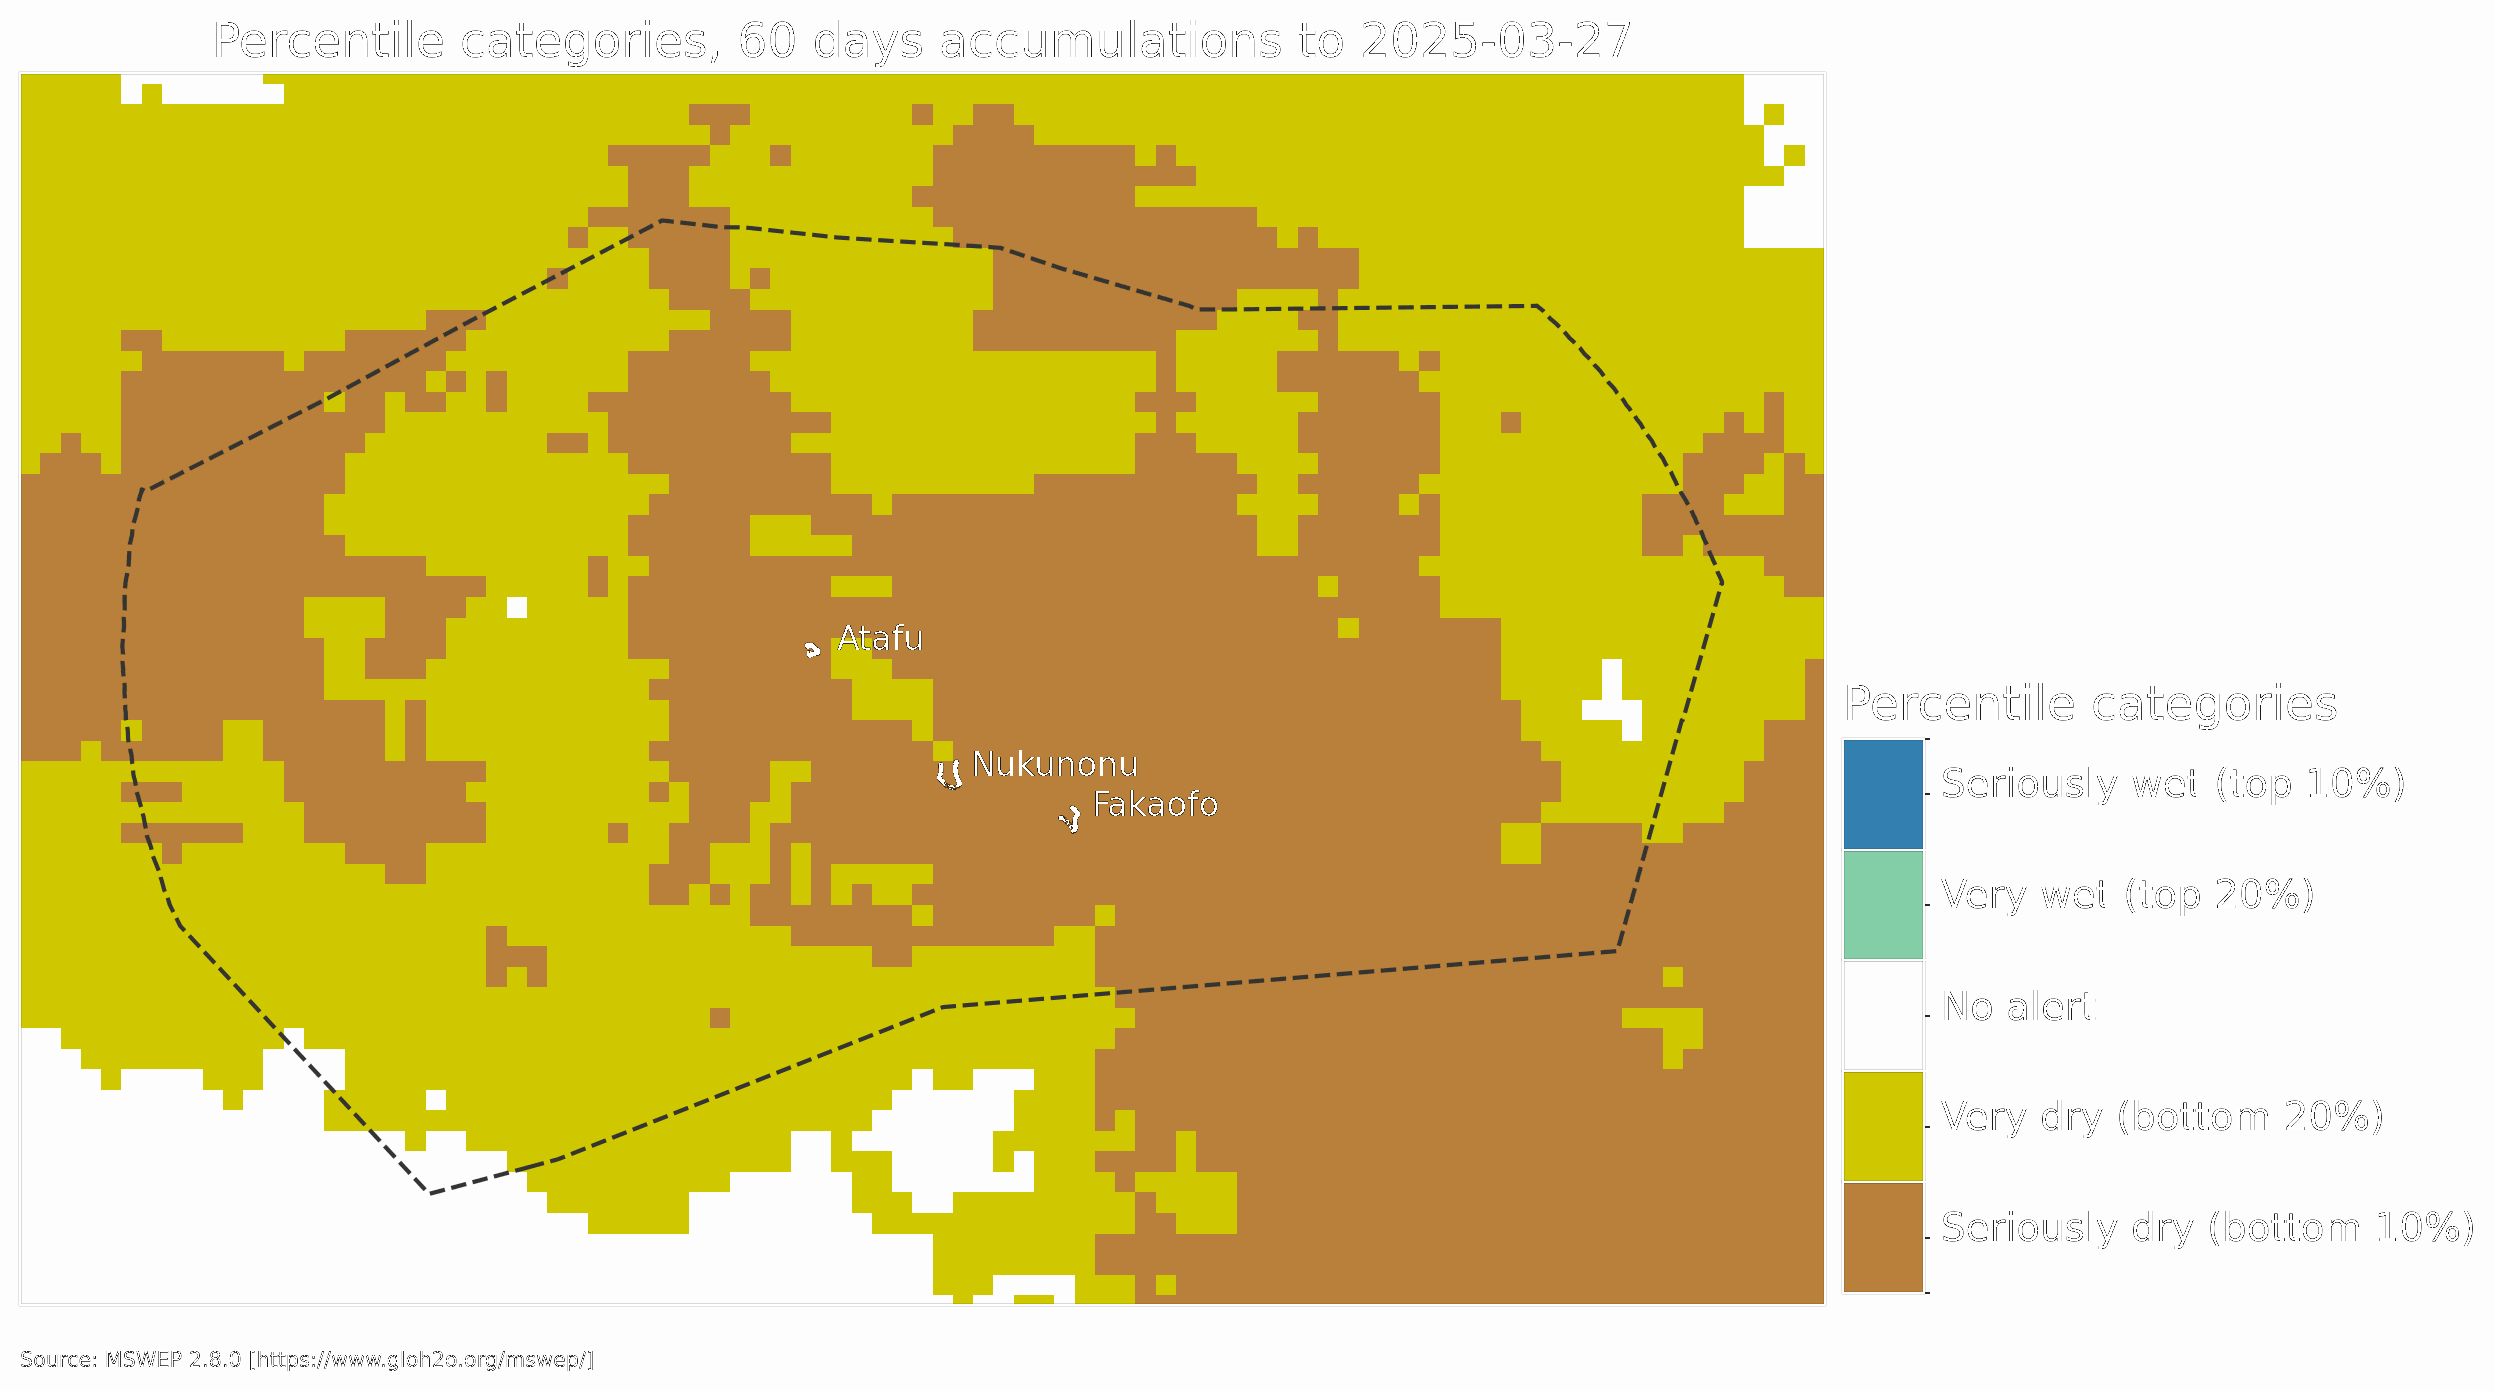 Percentile categories, 60 days accumulations to 2025-03-27
Atafu
Nukunonu
Fakaofo
Percentile categories
Seriously wet (top 10%)
Very wet (top 20%)
No alert
Very dry (bottom 20%)
Seriously dry (bottom 10%)
Source: MSWEP 2.8.0 [https://www.gloh2o.org/mswep/]